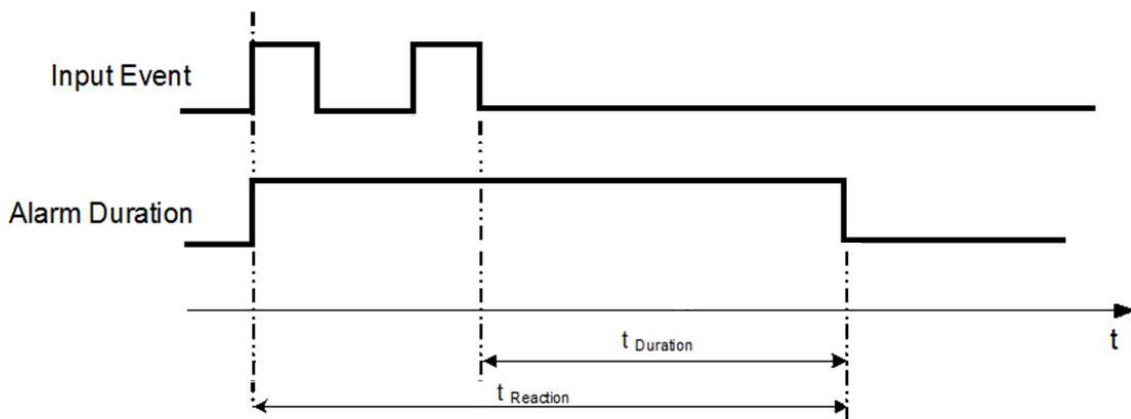 Input Event
Alarm Duration
t
t Duration
t Reaction